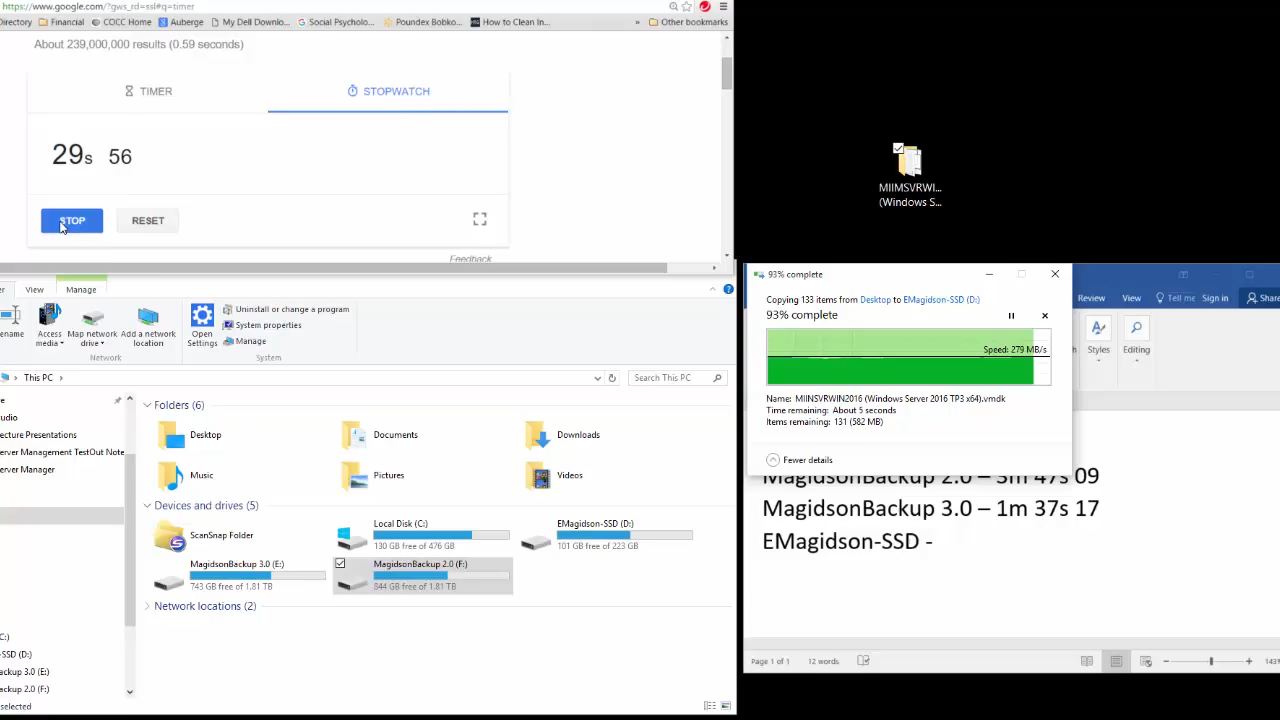 https://www.google.com/?gws_rd=ssl#q=timer
Directory Financial COCC Home Auberge My Dell Downlo... Social Psycholo... Poundex Bobko... How to Clean In... » Other bookmarks
About 239,000,000 results (0.59 seconds)
TIMER STOPWATCH
29s 56
STOP RESET
Feedback
MIIMSVRWI...
(Windows S...
View Manage
ename Access media Map network drive Add a network location
Network
Open Settings
Uninstall or change a program
System properties
Manage
System
This PC
Search This PC
Folders (6)
Desktop Documents Downloads
Music Pictures Videos
Devices and drives (5)
ScanSnap Folder
Local Disk (C:)
130 GB free of 476 GB
EMagidson-SSD (D:)
101 GB free of 223 GB
MagidsonBackup 3.0 (E:)
743 GB free of 1.81 TB
MagidsonBackup 2.0 (F:)
844 GB free of 1.81 TB
Network locations (2)
udio
ecture Presentations
erver Management TestOut Note
erver Manager
C:)
-SSD (D:)
ackup 3.0 (E:)
ackup 2.0 (F:)
selected
93% complete
Copying 133 items from Desktop to EMagidson-SSD (D:)
93% complete
Speed: 279 MB/s
Name: MIINSVRWIN2016 (Windows Server 2016 TP3 x64).vmdk
Time remaining: About 5 seconds
Items remaining: 131 (582 MB)
Fewer details
Review View Tell me Sign in Share
Styles Editing
MagidsonBackup 2.0 – 3m 47s 09
MagidsonBackup 3.0 – 1m 37s 17
EMagidson-SSD -
Page 1 of 1 12 words
143%